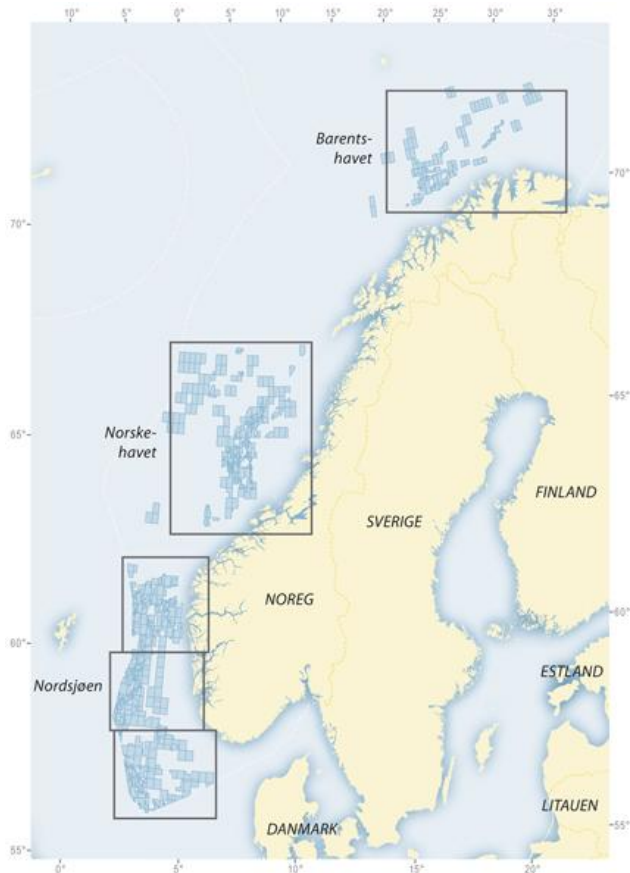 10° 5° 0° 5° 10° 15° 20° 25° 30° 35°
Barents-
havet
70°
70°
65°
Norske-
havet
65°
FINLAND
SVERIGE
NOREG
60°
60°
Nordsjøen
ESTLAND
LITAUEN
DANMARK
55°
55°
0° 5° 10° 15° 20°